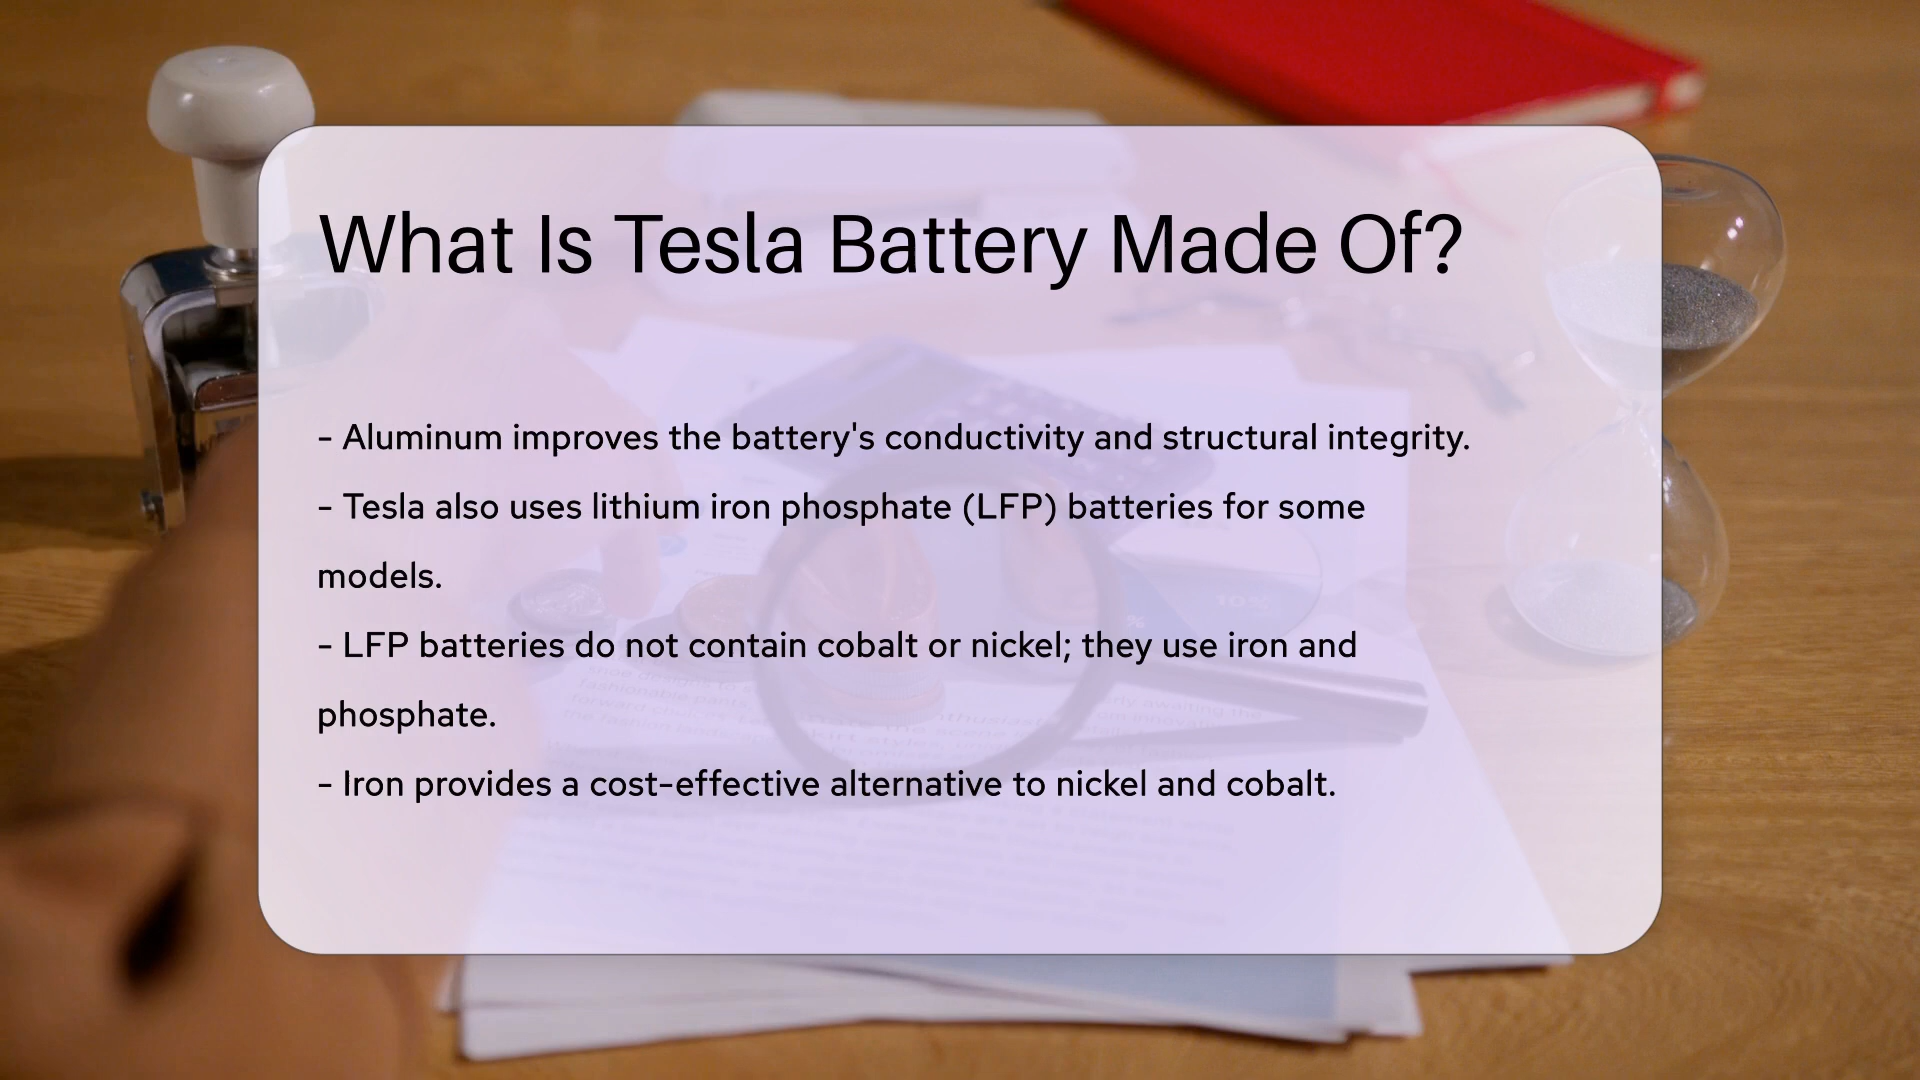 What Is Tesla Battery Made Of?
- Aluminum improves the battery's conductivity and structural integrity.
- Tesla also uses lithium iron phosphate (LFP) batteries for some
models.
- LFP batteries do not contain cobalt or nickel; they use iron and
phosphate.
- Iron provides a cost-effective alternative to nickel and cobalt.